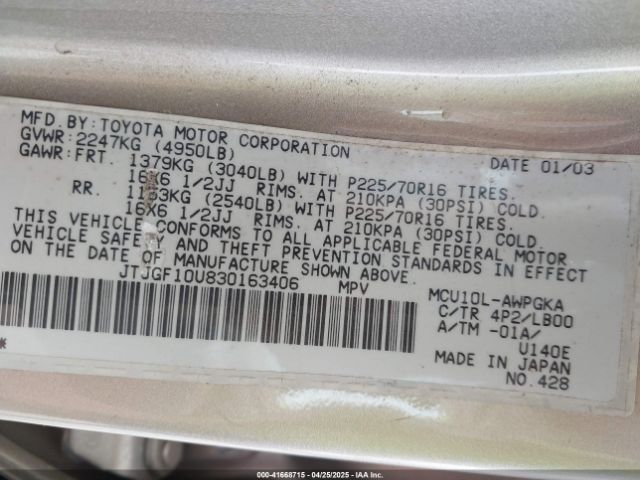 MFD.BY:TOYOTA MOTOR CORPORATION DATE 01/03
GVWR:2247KG (4950LB)
GAWR:FRT. 1379KG (3040LB) WITH P225/70R16 TIRES.
16X6 1/2JJ RIMS. AT 210KPA (30PSI) COLD.
RR. 1153KG (2540LB) WITH P225/70R16 TIRES.
16X6 1/2JJ RIMS. AT 210KPA (30PSI) COLD.
THIS VEHICLE CONFORMS TO ALL APPLICABLE FEDERAL MOTOR
VEHICLE SAFETY AND THEFT PREVENTION STANDARDS IN EFFECT
ON THE DATE OF MANUFACTURE SHOWN ABOVE.
JTJGF10U830163406 MPV MCU10L-AWPGKA
C/TR 4P2/LB00
A/TM -01A/
U140E
MADE IN JAPAN
NO.428
*
000-41668715 - 04/25/2025 - IAAI.COM